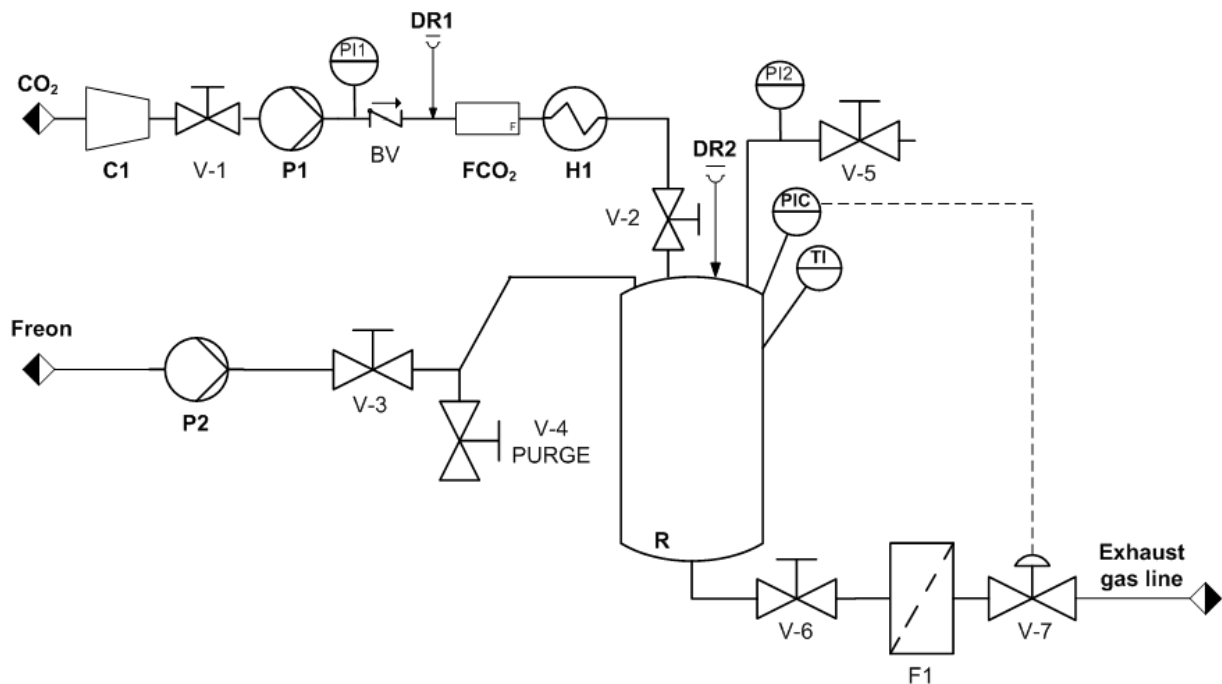 DR1
PI1
CO₂
PI2
C1
V-1
P1
BV
FCO₂
F
H1
DR2
V-5
V-2
PIC
TI
Freon
P2
V-3
V-4
PURGE
R
Exhaust
gas line
V-6
F1
V-7